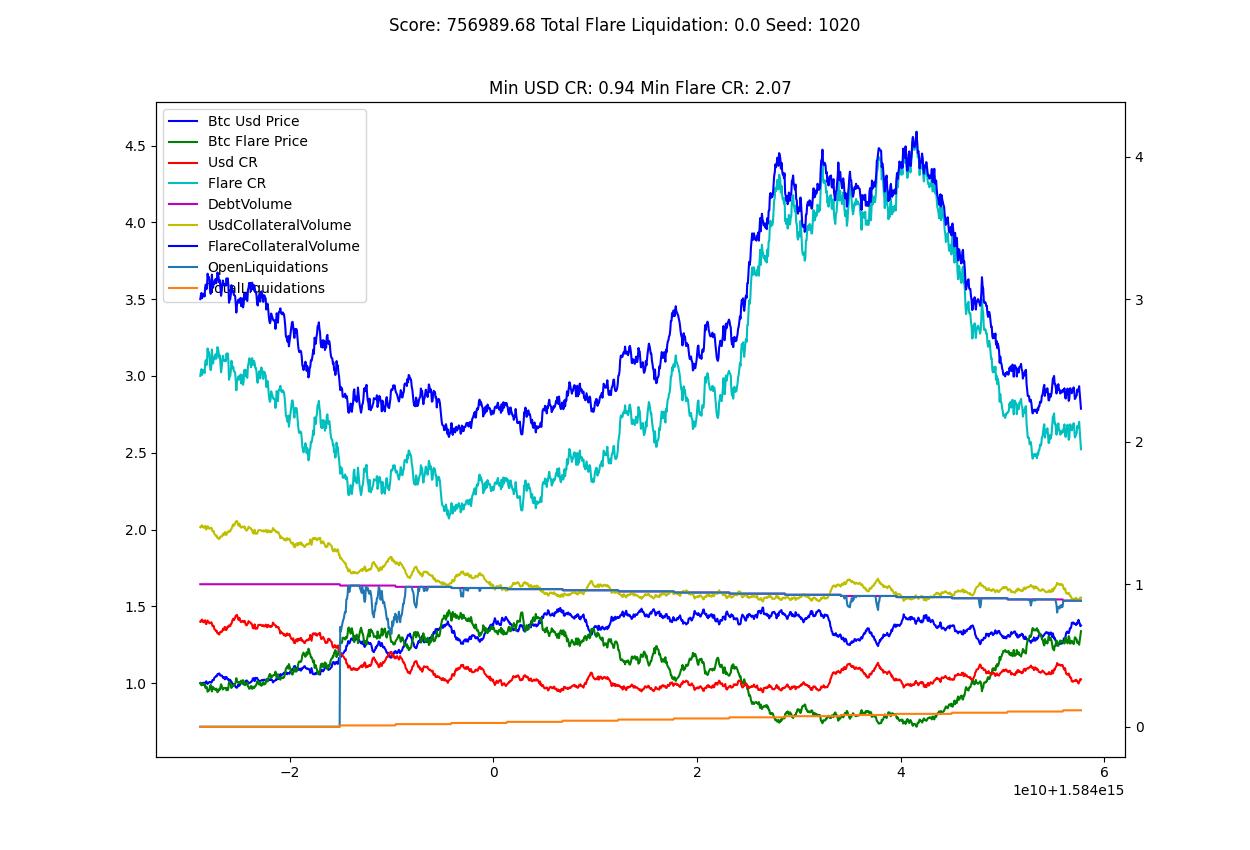 Score: 756989.68 Total Flare Liquidation: 0.0 Seed: 1020
Min USD CR: 0.94 Min Flare CR: 2.07
Btc Usd Price
Btc Flare Price
Usd CR
Flare CR
DebtVolume
UsdCollateralVolume
FlareCollateralVolume
OpenLiquidations
TotalLiquidations
4.5
4.0
3.5
3.0
2.5
2.0
1.5
1.0
4
3
2
1
0
−2
0
2
4
6
1e10+1.584e15